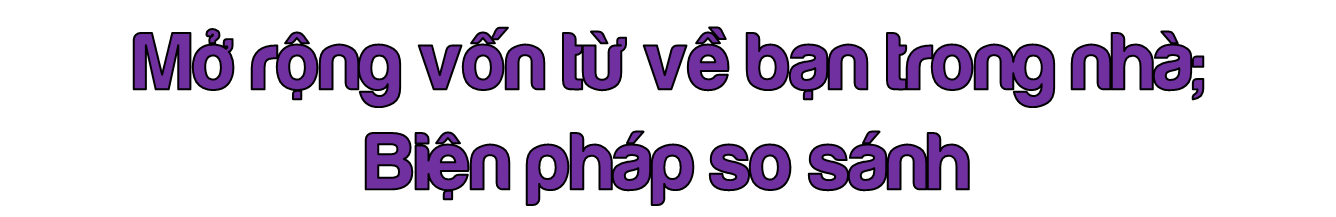 Mở rộng vốn từ về bạn trong nhà;
Biện pháp so sánh